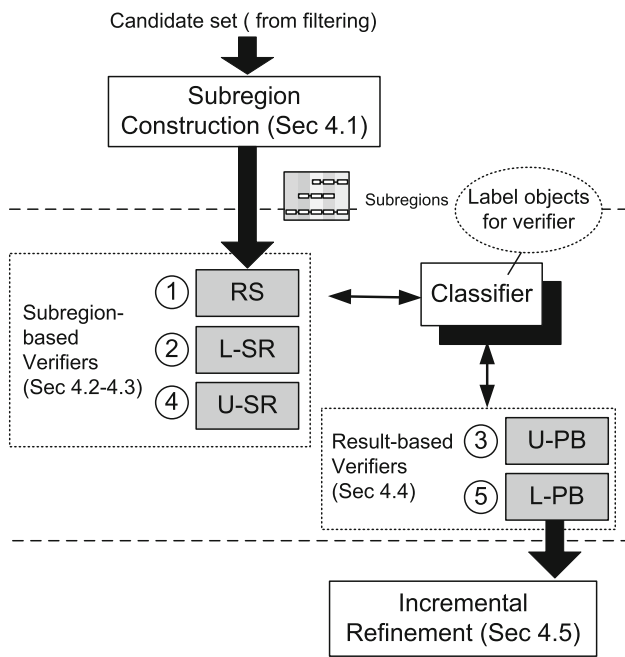 Candidate set ( from filtering)
Subregion
Construction (Sec 4.1)
Subregions
Label objects
for verifier
Subregion-
based
Verifiers
(Sec 4.2-4.3)
1 RS
2 L-SR
4 U-SR
Classifier
Result-based
Verifiers
(Sec 4.4)
3 U-PB
5 L-PB
Incremental
Refinement (Sec 4.5)